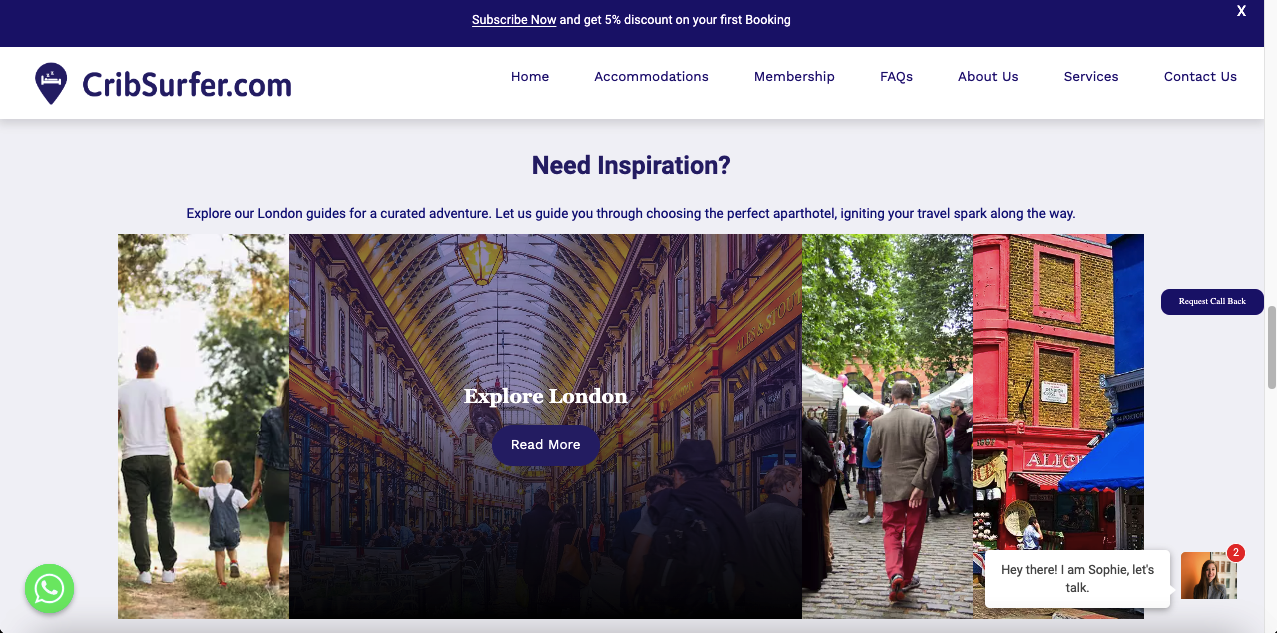 Subscribe Now and get 5% discount on your first Booking
X
CribSurfer.com
Home
Accommodations
Membership
FAQs
About Us
Services
Contact Us
Need Inspiration?
Explore our London guides for a curated adventure. Let us guide you through choosing the perfect aparthotel, igniting your travel spark along the way.
Explore London
Read More
ALES & STOUT
ALICE
Request Call Back
2
Hey there! I am Sophie, let's
talk.